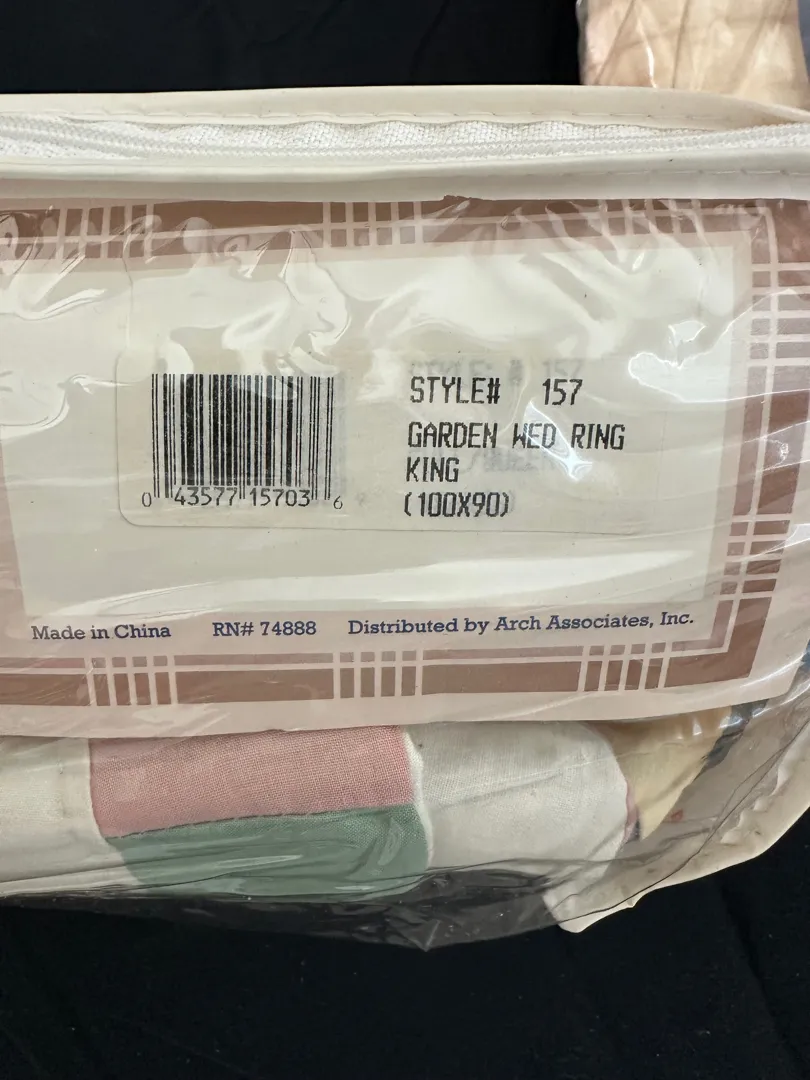 STYLE# 157
GARDEN WED RING
KING
(100X90)
0 43577 15703 6
Made in China RN# 74888 Distributed by Arch Associates, Inc.